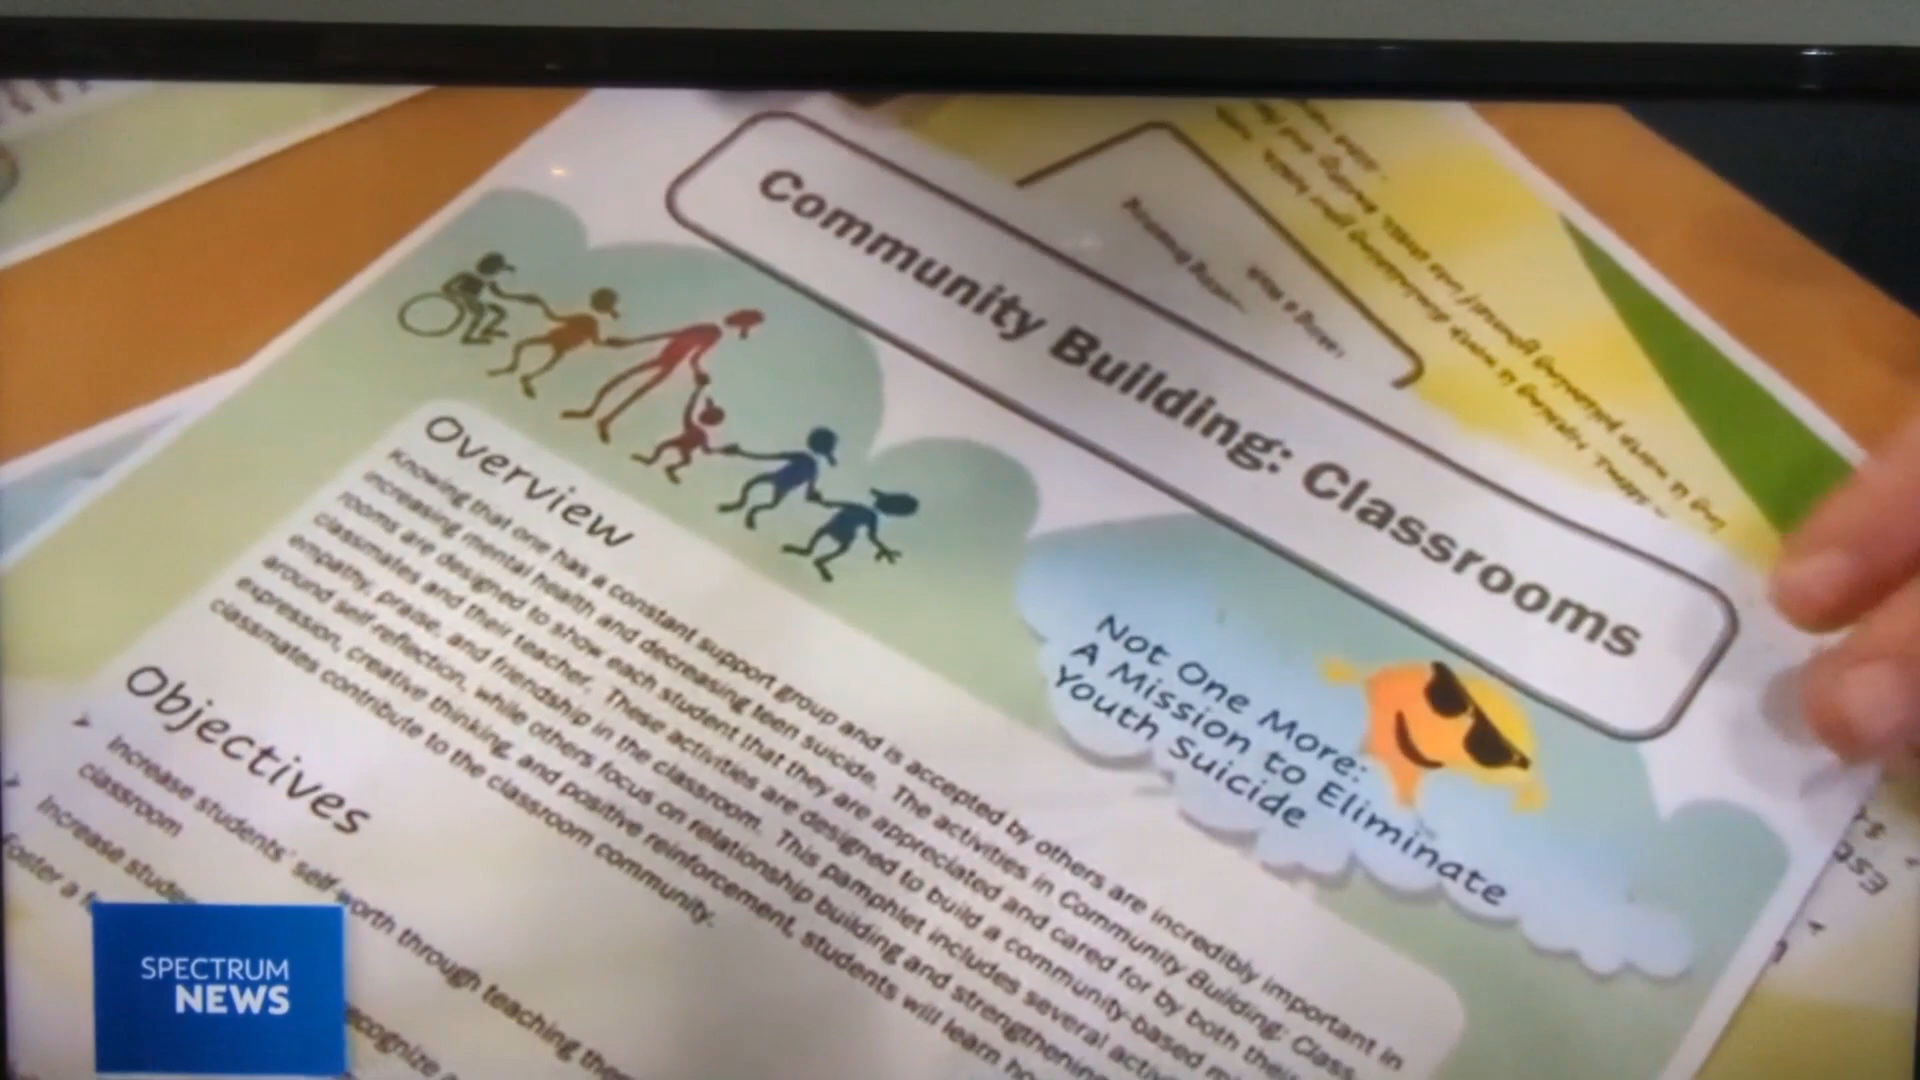 Community Building: Classrooms
Not One More:
A Mission to Eliminate
Youth Suicide
Overview
Knowing that one has a constant support group and is accepted by others are incredibly important in
increasing mental health and decreasing teen suicide. The activities in Community Building: Class-
rooms are designed to show each student that they are appreciated and cared for by both their
classmates and their teacher. These activities are designed to build a community-based
empathy, praise, and friendship in the classroom. This pamphlet includes several
around self reflection, while others focus on relationship building and strengthening
expression, creative thinking, and positive reinforcement, students will learn
classmates contribute to the classroom community.
Objectives
Increase students' self-worth through teaching
classroom
Increase
foster a
SPECTRUM
NEWS